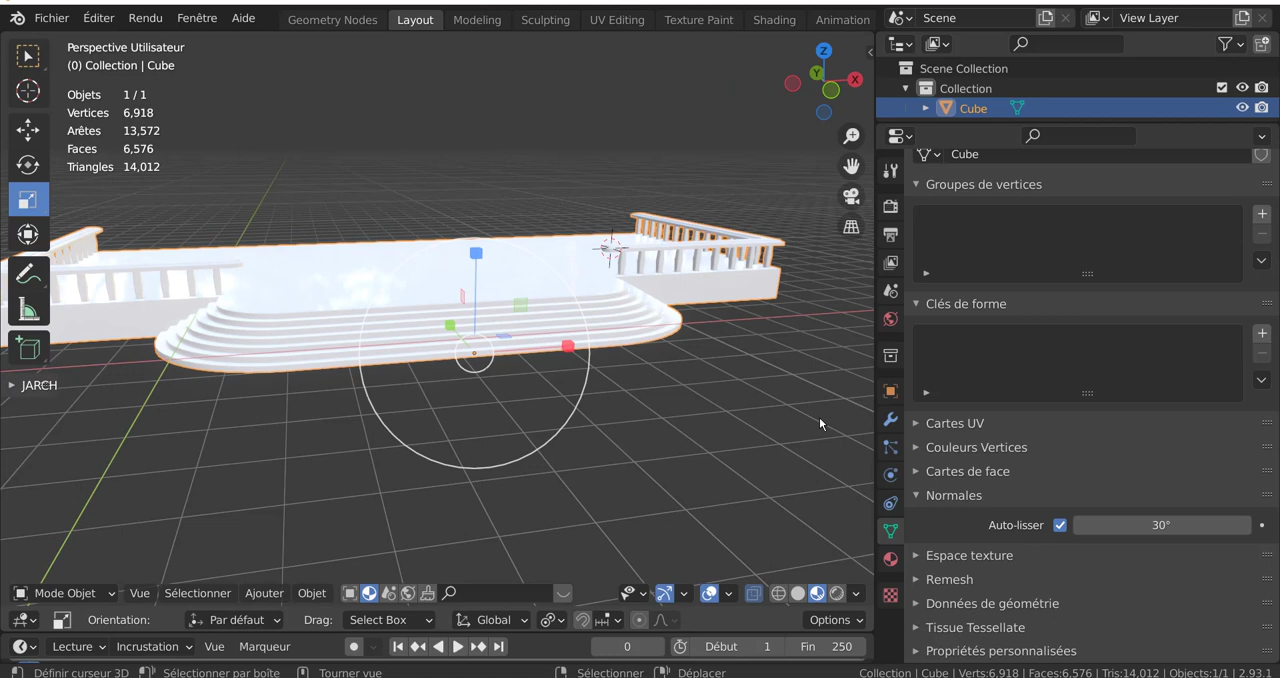 Fichier Éditer Rendu Fenêtre Aide Geometry Nodes Layout Modeling Sculpting UV Editing Texture Paint Shading Animation Scene View Layer
Perspective Utilisateur
(0) Collection | Cube
Objets 1 / 1
Vertices 6,918
Arêtes 13,572
Faces 6,576
Triangles 14,012
Z
Y
X
JARCH
Scene Collection
Collection
Cube
Cube
Groupes de vertices
Clés de forme
Cartes UV
Couleurs Vertices
Cartes de face
Normales
Auto-lisser 30°
Espace texture
Remesh
Données de géométrie
Tissue Tessellate
Propriétés personnalisées
Mode Objet Vue Sélectionner Ajouter Objet
Orientation: Par défaut Drag: Select Box Global Options
Lecture Incrustation Vue Marqueur 0 Début 1 Fin 250
Définir curseur 3D Sélectionner par boîte Tourner vue Sélectionner Déplacer Collection | Cube | Verts:6,918 | Faces:6,576 | Tris:14,012 | Objects:1/1 | 2.93.1